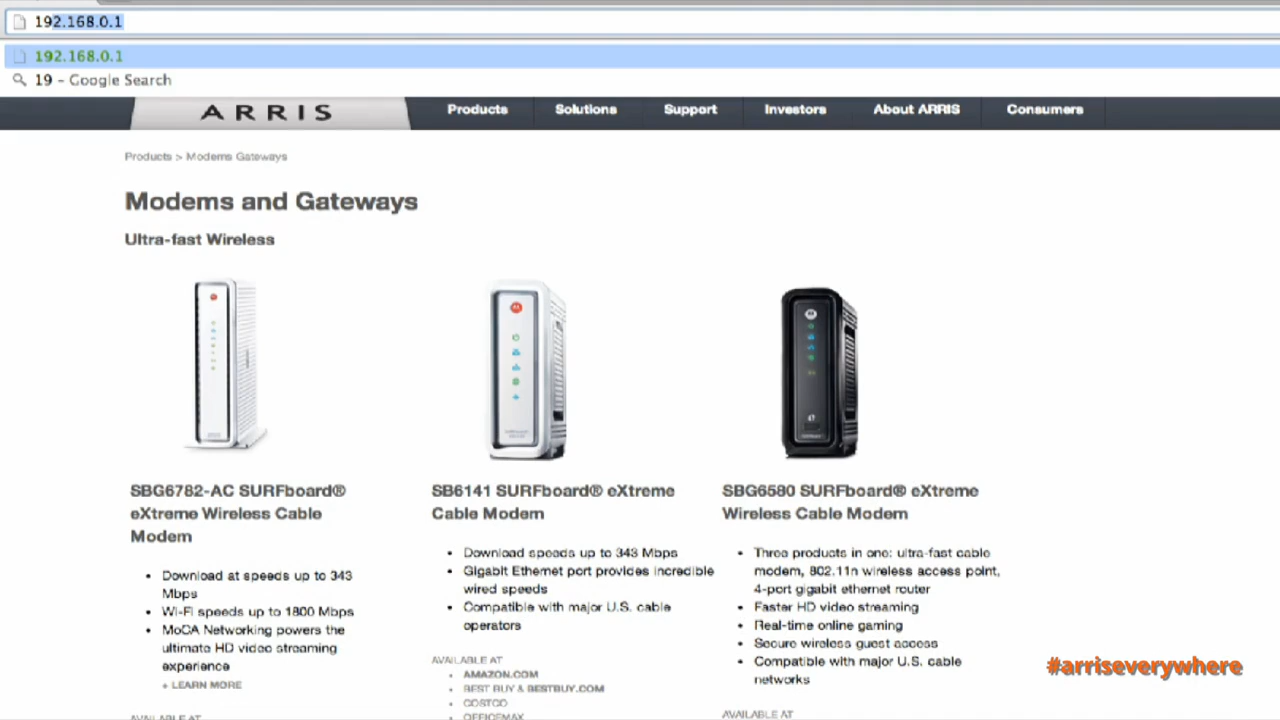 192.168.0.1
192.168.0.1
19 – Google Search
ARRIS
Products
Solutions
Support
Investors
About ARRIS
Consumers
Products > Modems Gateways
Modems and Gateways
Ultra-fast Wireless
SBG6782-AC SURFboard®
eXtreme Wireless Cable
Modem
• Download at speeds up to 343
Mbps
• Wi-Fi speeds up to 1800 Mbps
• MoCA Networking powers the
ultimate HD video streaming
experience
+ LEARN MORE
AVAILABLE AT
SB6141 SURFboard® eXtreme
Cable Modem
• Download speeds up to 343 Mbps
• Gigabit Ethernet port provides incredible
wired speeds
• Compatible with major U.S. cable
operators
AVAILABLE AT
• AMAZON.COM
• BEST BUY & BESTBUY.COM
• COSTCO
• OFFICEMAX
SBG6580 SURFboard® eXtreme
Wireless Cable Modem
• Three products in one: ultra-fast cable
modem, 802.11n wireless access point,
4-port gigabit ethernet router
• Faster HD video streaming
• Real-time online gaming
• Secure wireless guest access
• Compatible with major U.S. cable
networks
AVAILABLE AT
#arriseverywhere